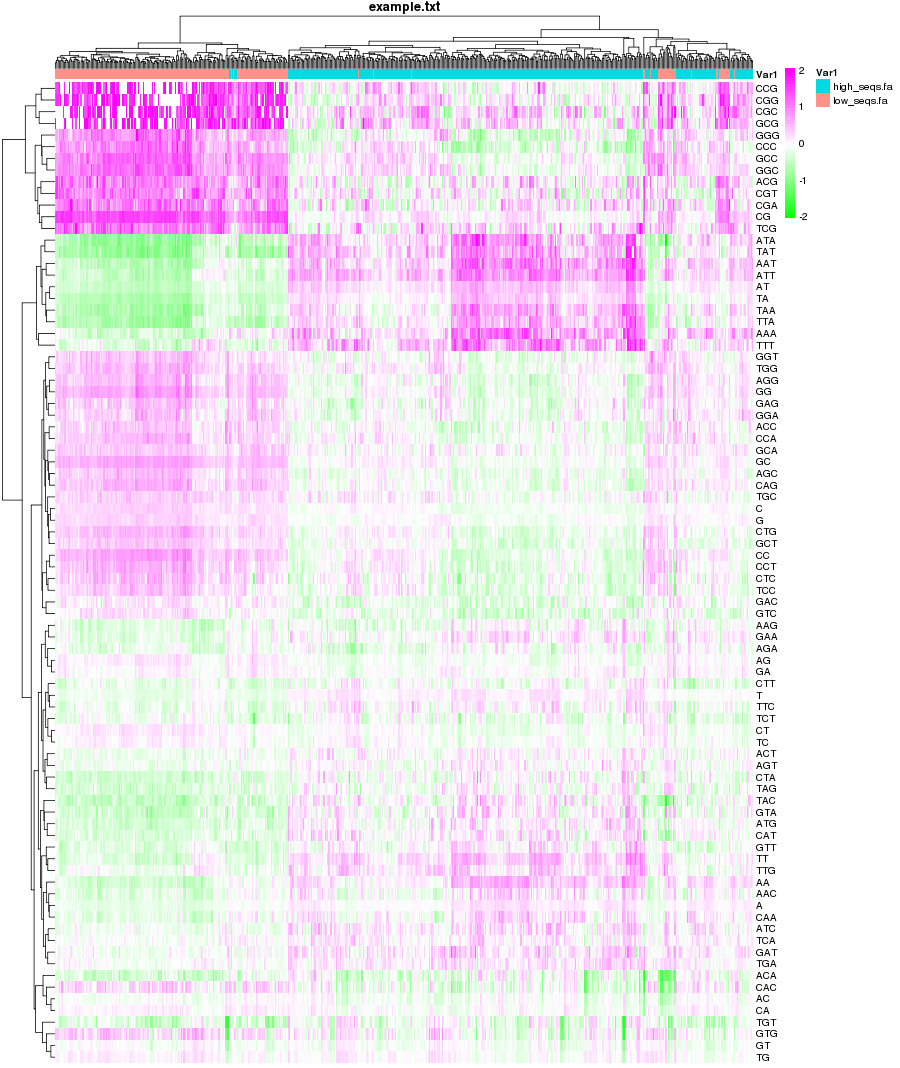 example.txt
Var1
CCG
CGG
CGC
GCG
GGG
CCC
GCC
GGC
ACG
CGT
CGA
CG
TCG
ATA
TAT
AAT
ATT
AT
TA
TAA
TTA
AAA
TTT
GGT
TGG
AGG
GG
GAG
GGA
ACC
CCA
GCA
GC
AGC
CAG
TGC
C
G
CTG
GCT
CC
CCT
CTC
TCC
GAC
GTC
AAG
GAA
AGA
AG
GA
CTT
T
TTC
TCT
CT
TC
ACT
AGT
CTA
TAG
TAC
GTA
ATG
CAT
GTT
TT
TTG
AA
AAC
A
CAA
ATC
TCA
GAT
TGA
ACA
CAC
AC
CA
TGT
GTG
GT
TG
2
1
0
-1
-2
Var1
high_seqs.fa
low_seqs.fa